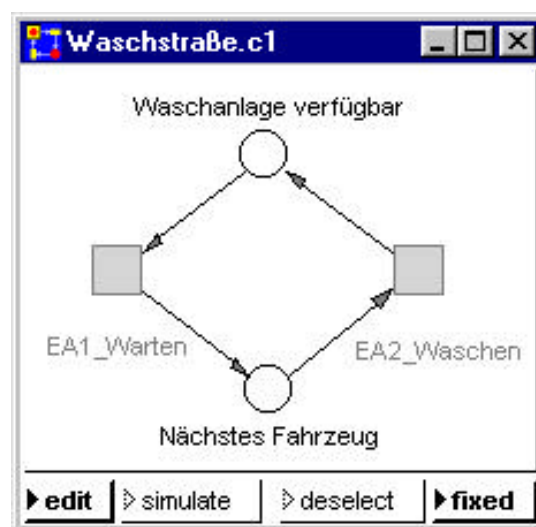 Waschstraße.c1
Waschanlage verfügbar
EA1_Warten
EA2_Waschen
Nächstes Fahrzeug
edit simulate deselect fixed